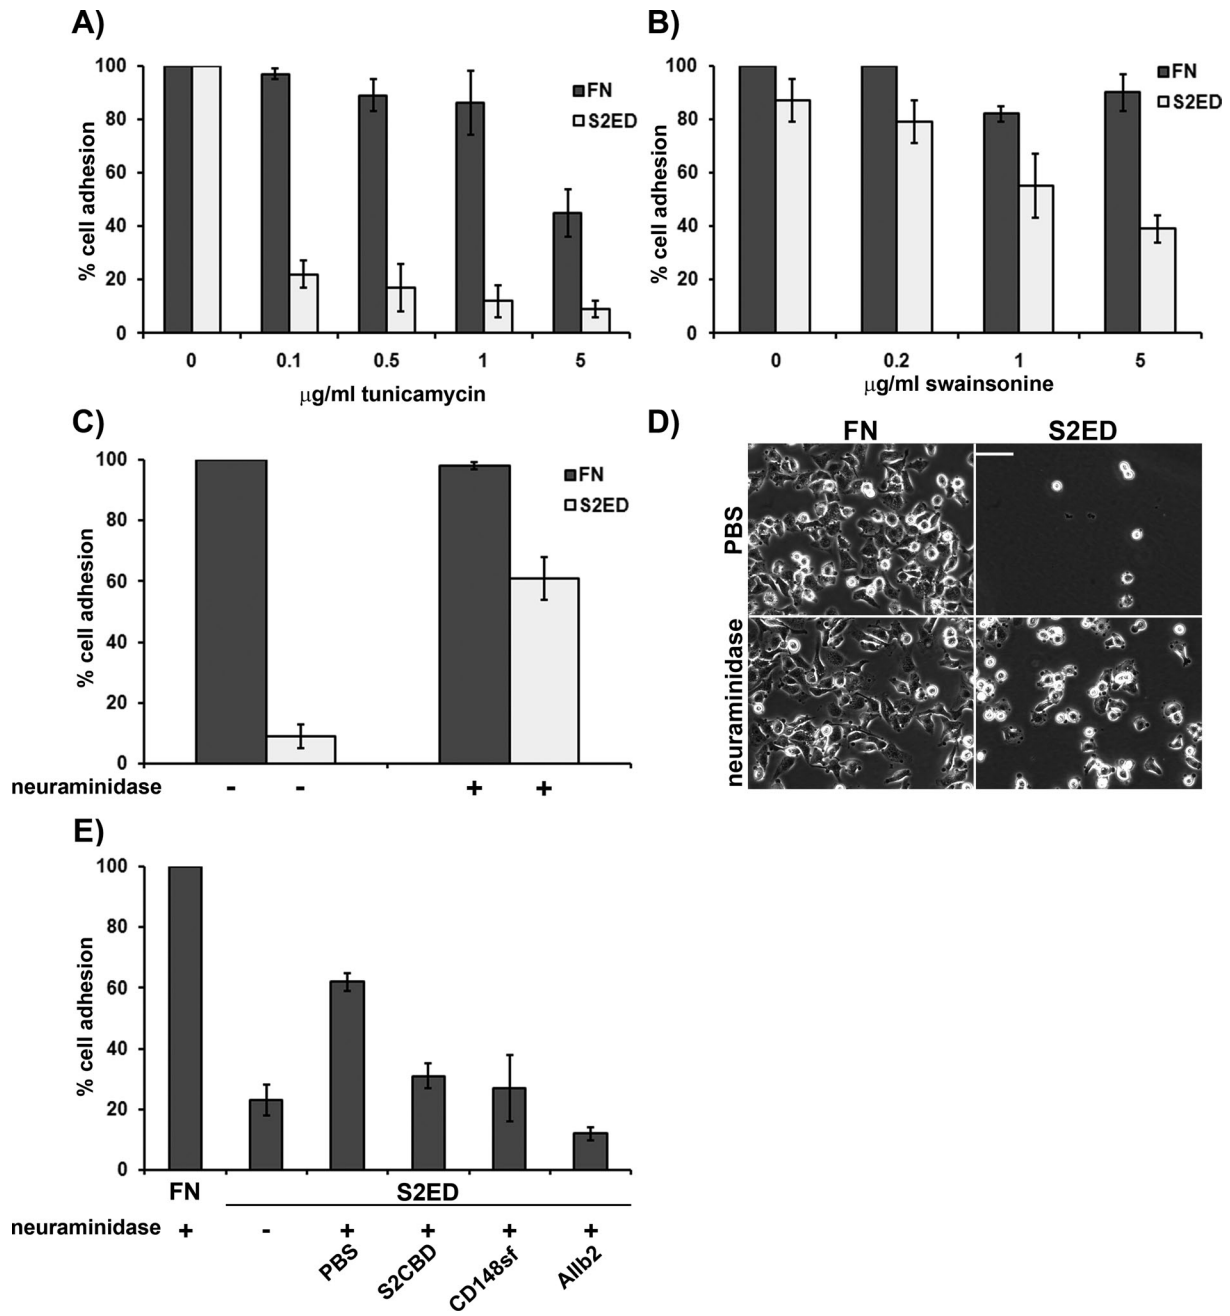 A)
100
80
60
40
20
0
% cell adhesion
FN
S2ED
0 0.1 0.5 1 5
μg/ml tunicamycin
B)
100
80
60
40
20
0
% cell adhesion
FN
S2ED
0 0.2 1 5
μg/ml swainsonine
C)
100
80
60
40
20
0
% cell adhesion
FN
S2ED
neuraminidase - - + +
D)
FN S2ED
PBS
neuraminidase
E)
100
80
60
40
20
0
% cell adhesion
FN S2ED
neuraminidase + - + + + +
PBS
S2CBD
CD148sf
AIIb2